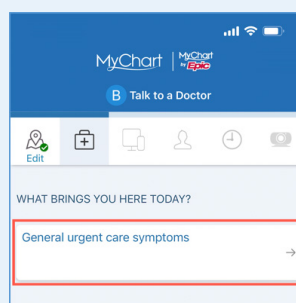 MyChart | MyChart
by Epic
B Talk to a Doctor
Edit
WHAT BRINGS YOU HERE TODAY?
General urgent care symptoms